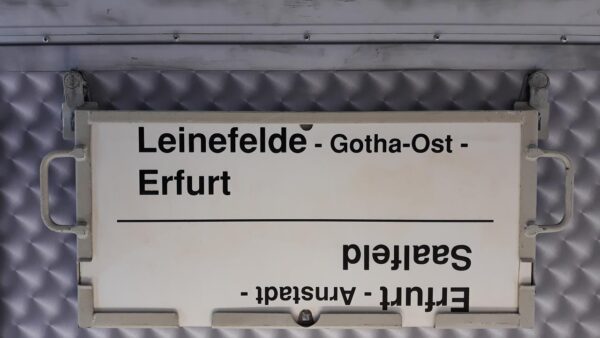 Leinefelde - Gotha-Ost -
Erfurt
Erfurt - Arnstadt -
Saalfeld